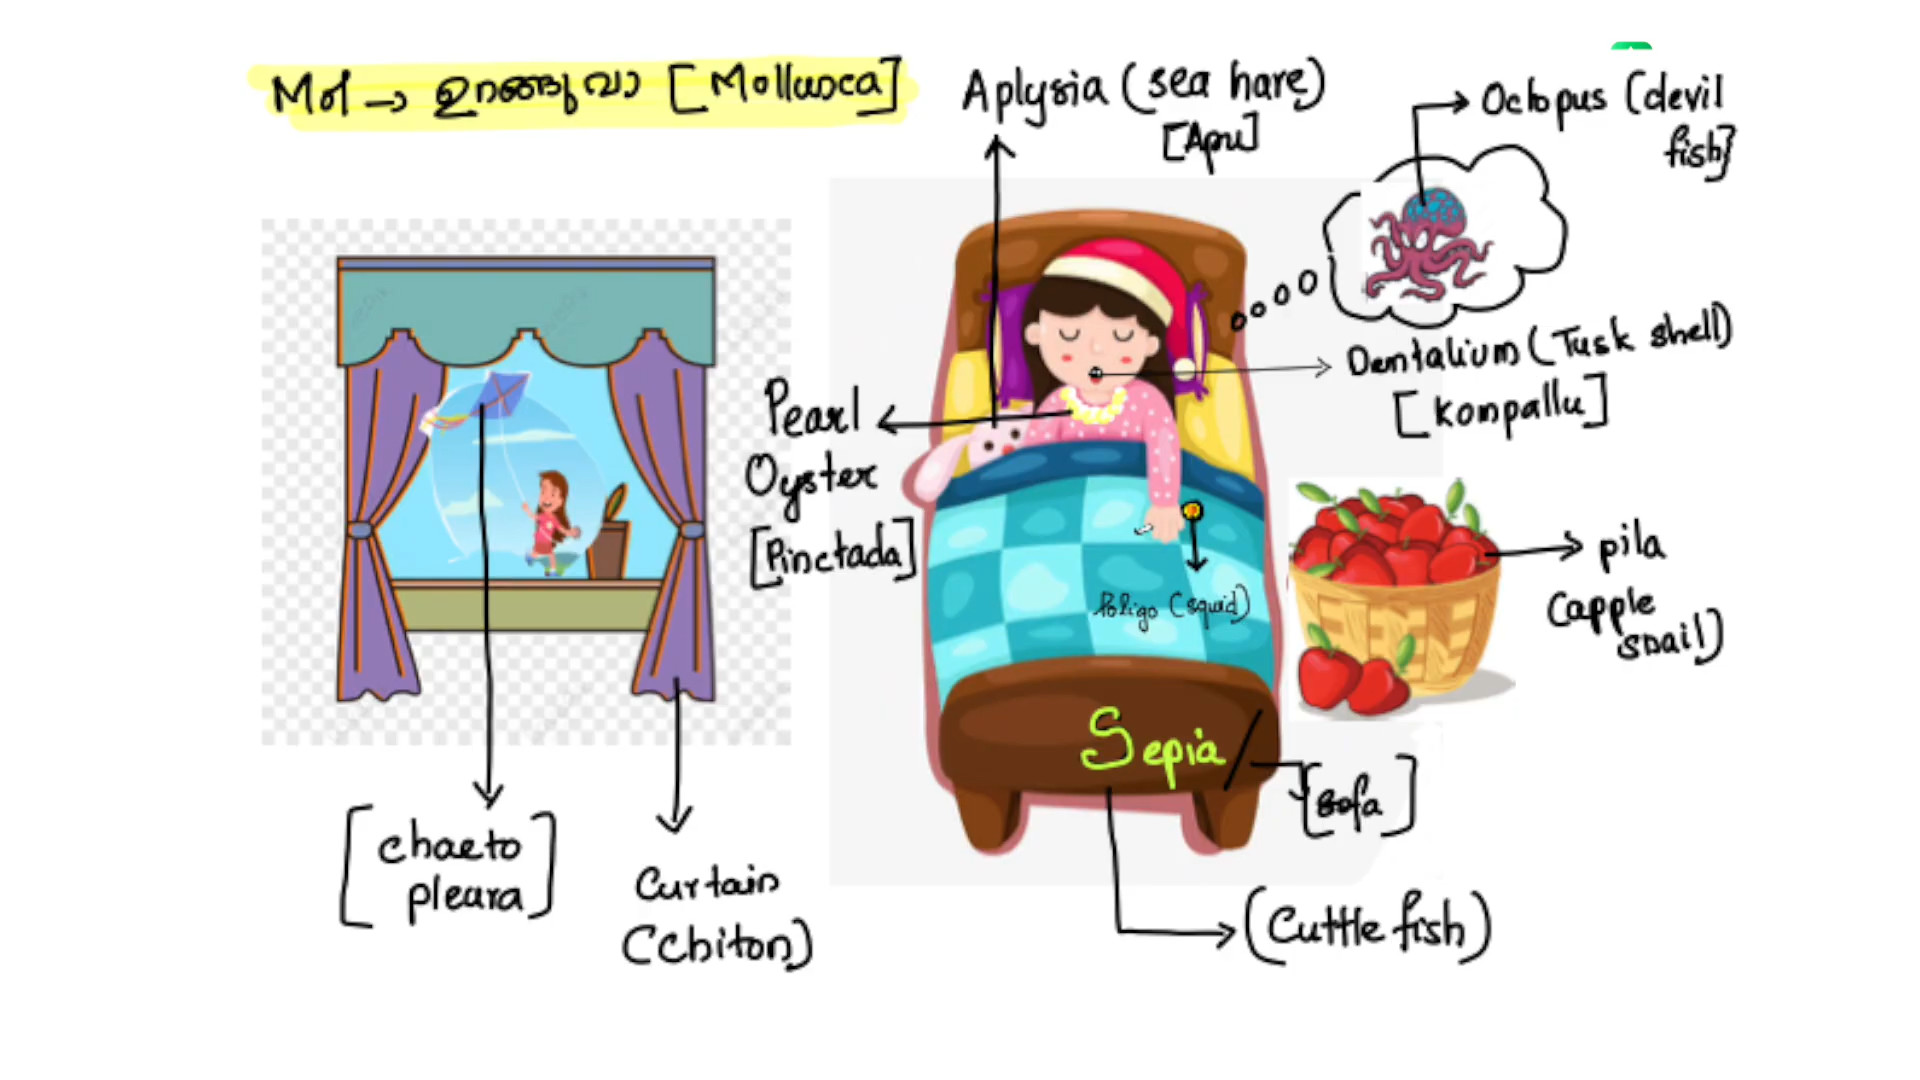 Mol → ഉറങ്ങുവാ [Mollusca]
Aplysia (sea hare)
[Apu]
Octopus (devil
fish]
Dentalium (Tusk shell)
[Kompallu]
Pearl
Oyster
[Pinctada]
Loligo (squid)
pila
(apple
snail)
Sepia /
[sofa]
(Cuttle fish)
[chaeto
pleura]
Curtain
(Chiton)